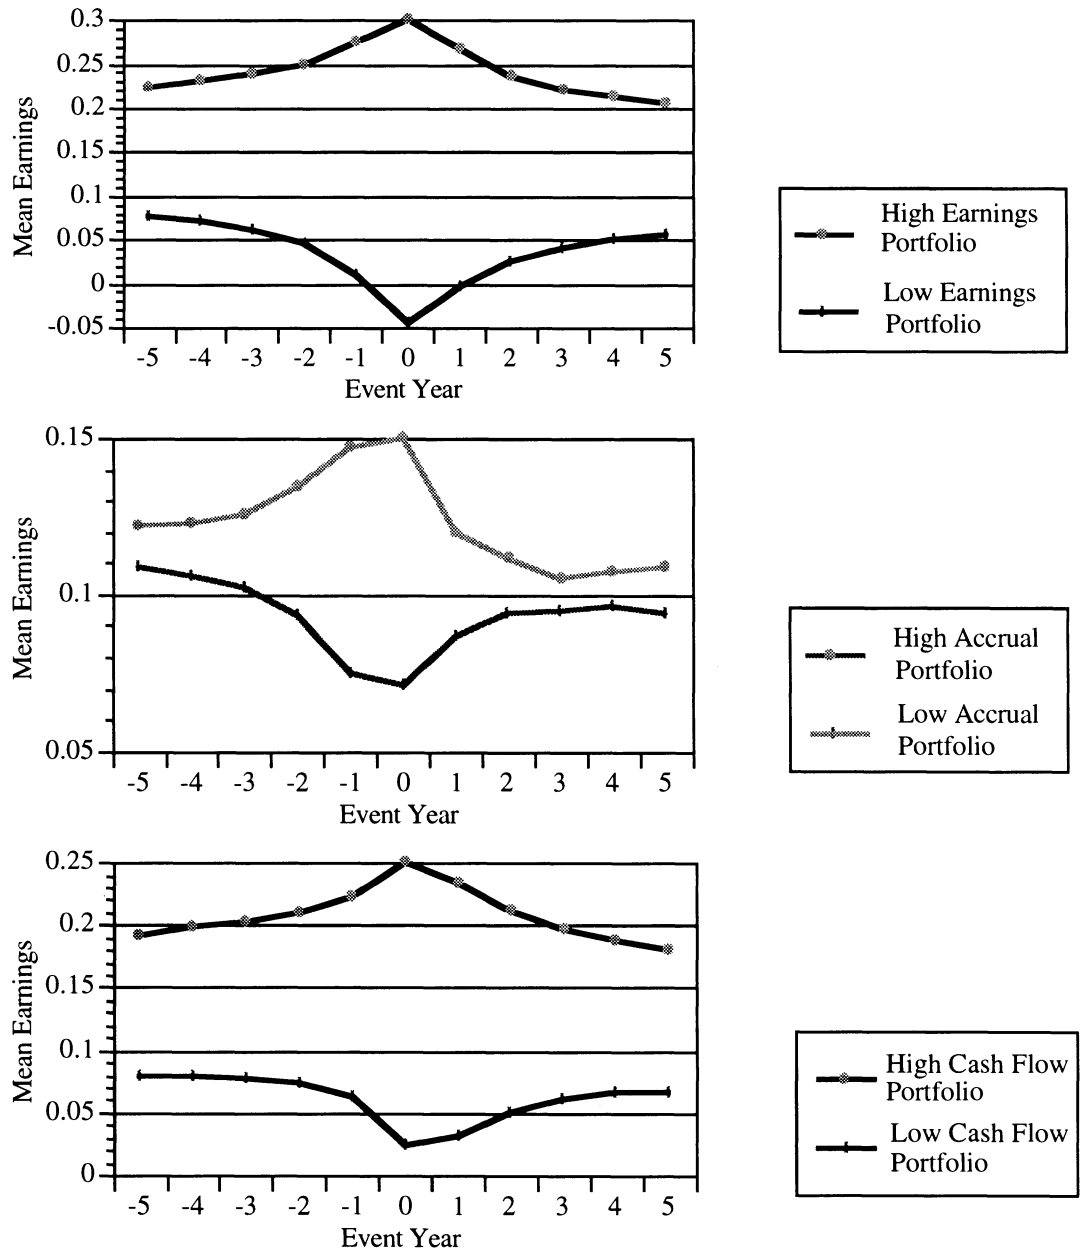 0.3
0.25
0.2
0.15
0.1
0.05
0
-0.05
Mean Earnings
-5 -4 -3 -2 -1 0 1 2 3 4 5
Event Year
High Earnings
Portfolio
Low Earnings
Portfolio
0.15
0.1
0.05
Mean Earnings
-5 -4 -3 -2 -1 0 1 2 3 4 5
Event Year
High Accrual
Portfolio
Low Accrual
Portfolio
0.25
0.2
0.15
0.1
0.05
0
Mean Earnings
-5 -4 -3 -2 -1 0 1 2 3 4 5
Event Year
High Cash Flow
Portfolio
Low Cash Flow
Portfolio